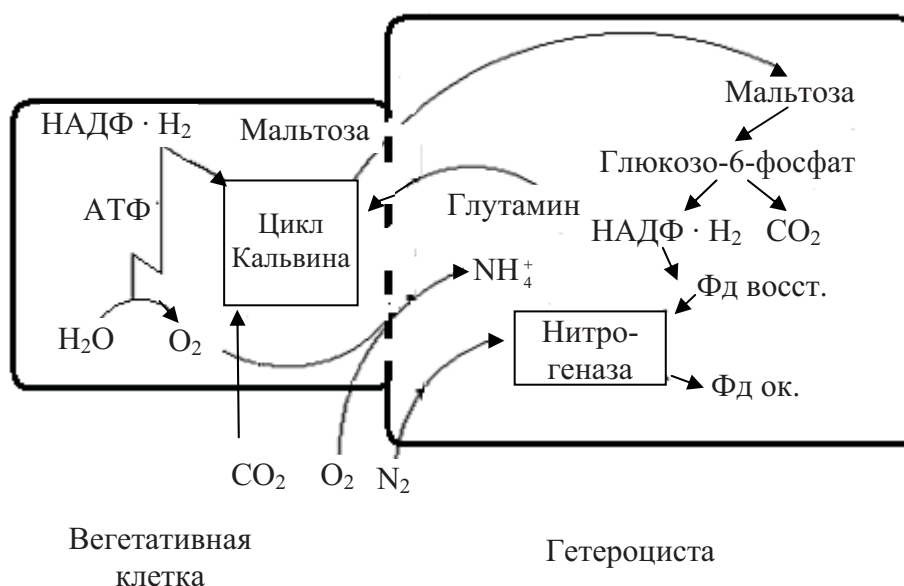 НАДФ · H₂
Мальтоза
АТФ
Цикл
Кальвина
H₂O
O₂
CO₂
O₂
N₂
Мальтоза
Глюкозо-6-фосфат
НАДФ · H₂
CO₂
Глутамин
NH₄⁺
Фд восст.
Нитро-
геназа
Фд ок.
Вегетативная
клетка
Гетероциста